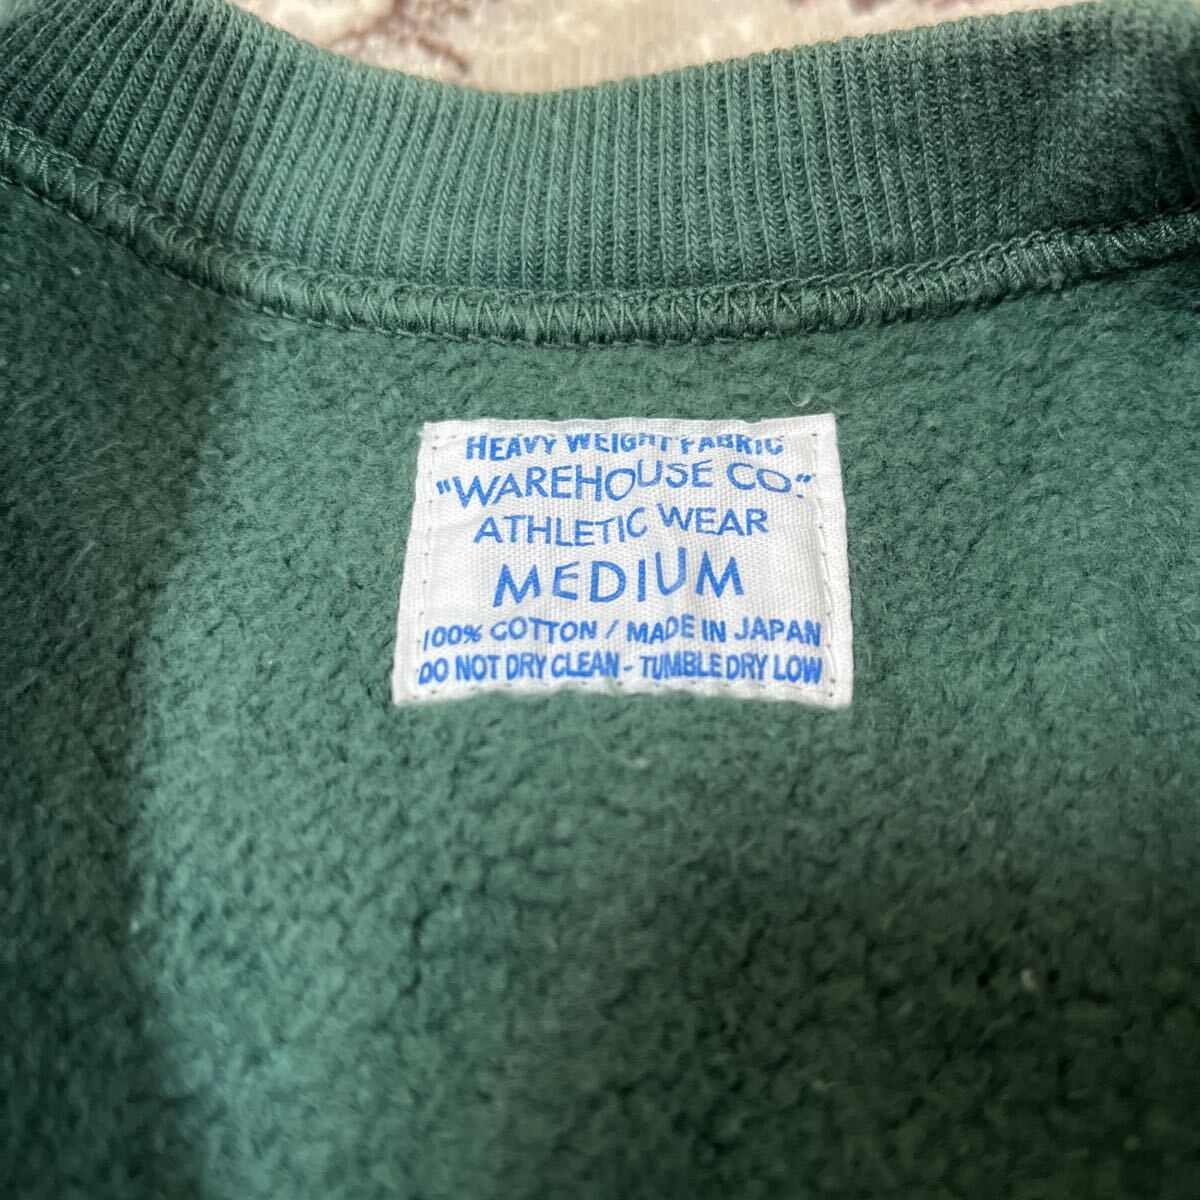 HEAVY WEIGHT FABRIC
"WAREHOUSE CO."
ATHLETIC WEAR
MEDIUM
100% COTTON / MADE IN JAPAN
DO NOT DRY CLEAN - TUMBLE DRY LOW